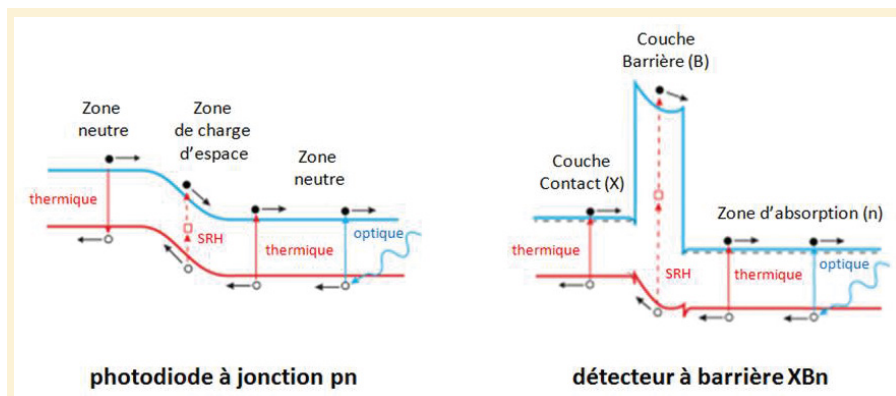 Zone
neutre
Zone
de charge
d'espace
Zone
neutre
thermique
SRH
thermique
optique
photodiode à jonction pn
Couche
Barrière (B)
Couche
Contact (X)
Zone d'absorption (n)
thermique
SRH
thermique
optique
détecteur à barrière XBn